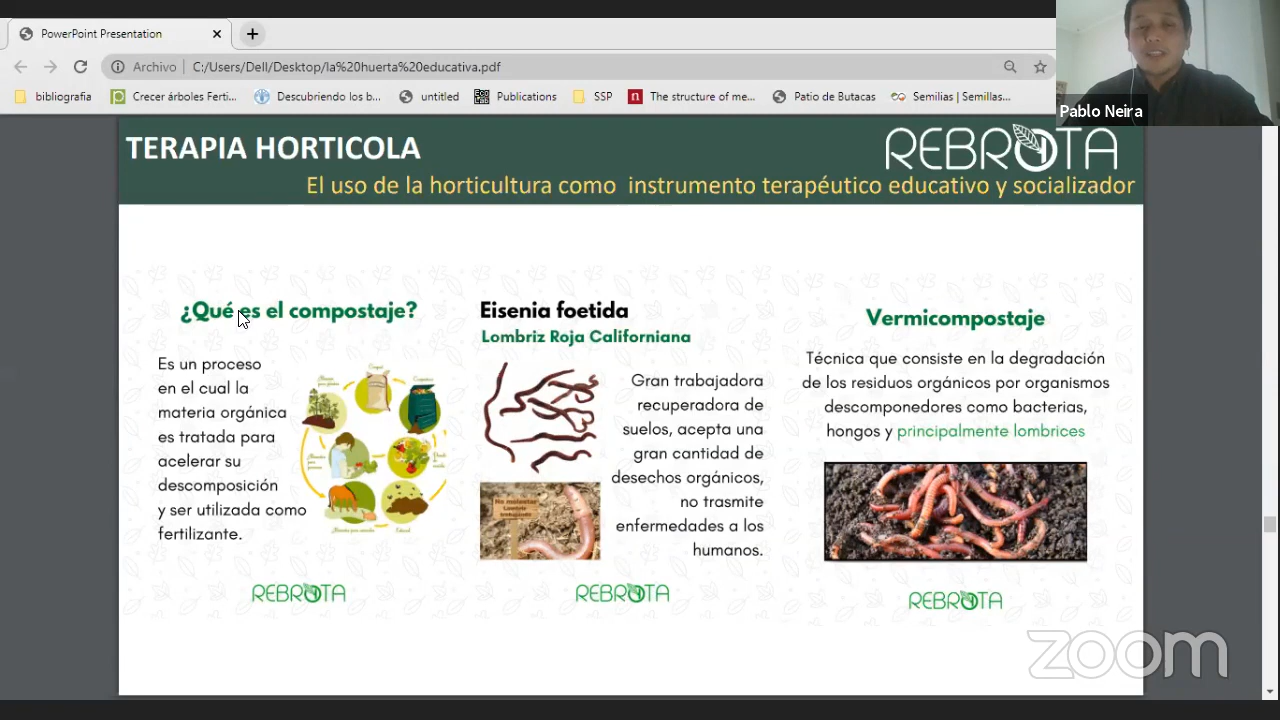 PowerPoint Presentation
Archivo
C:/Users/Dell/Desktop/la%20huerta%20educativa.pdf
bibliografia
Crecer árboles Ferti...
Descubriendo los b...
untitled
Publications
SSP
The structure of me...
Patio de Butacas
Semilias | Semillas...
Pablo Neira
TERAPIA HORTICOLA
REBROTA
El uso de la horticultura como instrumento terapéutico educativo y socializador
¿Qué es el compostaje?
Es un proceso
en el cual la
materia orgánica
es tratada para
acelerar su
descomposición
y ser utilizada como
fertilizante.
REBROTA
Eisenia foetida
Lombriz Roja Californiana
Gran trabajadora
recuperadora de
suelos, acepta una
gran cantidad de
desechos orgánicos,
no trasmite
enfermedades a los
humanos.
No molestar
Lombriz
trabajando
REBROTA
Vermicompostaje
Técnica que consiste en la degradación
de los residuos orgánicos por organismos
descomponedores como bacterias,
hongos y principalmente lombrices
REBROTA
zoom